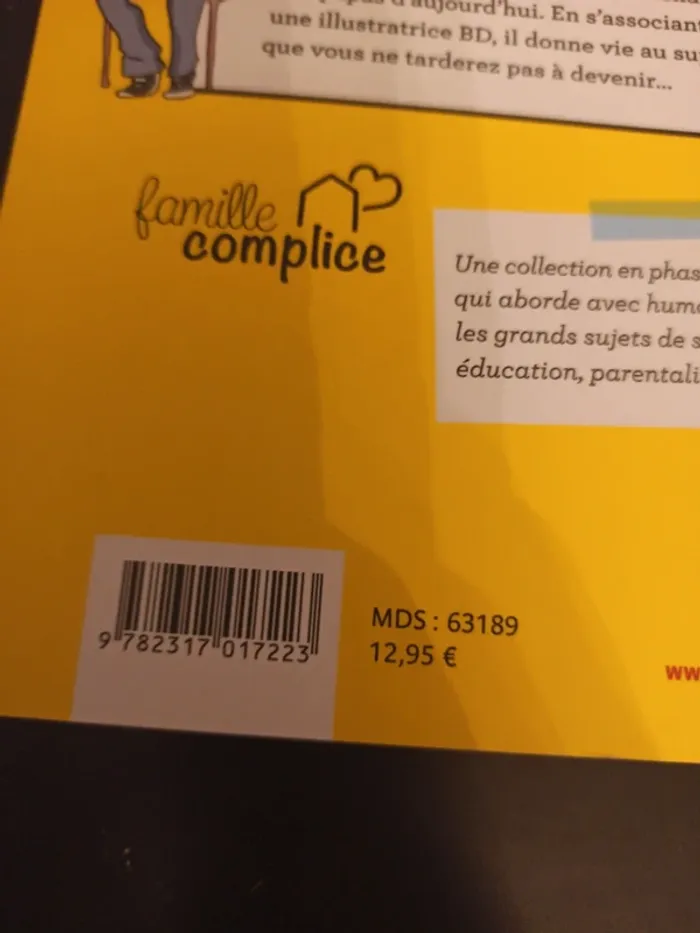 d'aujourd'hui. En s'associant
une illustratrice BD, il donne vie au
que vous ne tarderez pas à devenir...
famille
complice
Une collection en
qui aborde avec
les grands sujets de
éducation,
9 782317 017223
MDS : 63189
12,95 €